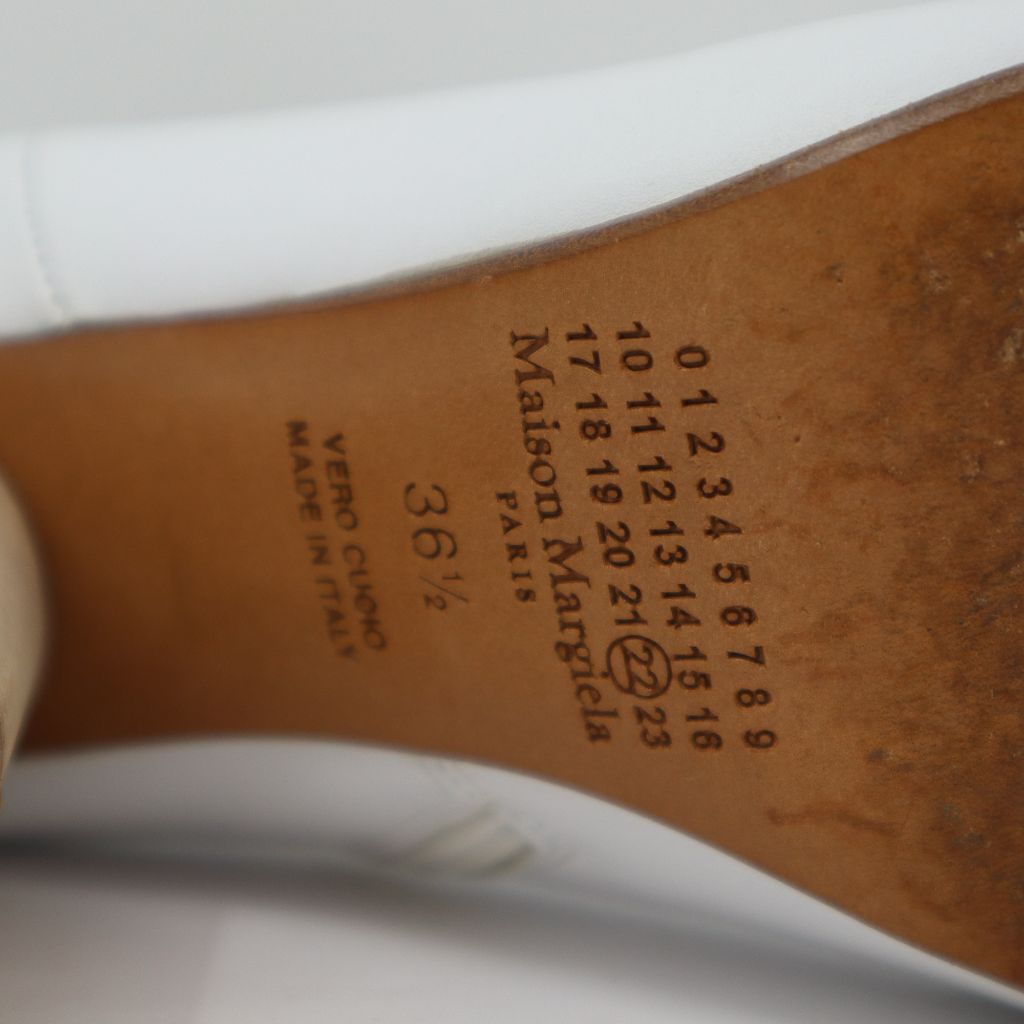 0 1 2 3 4 5 6 7 8 9
10 11 12 13 14 15 16
17 18 19 20 21 22 23
Maison Margiela
PARIS
36½
VERO CUOIO
MADE IN ITALY